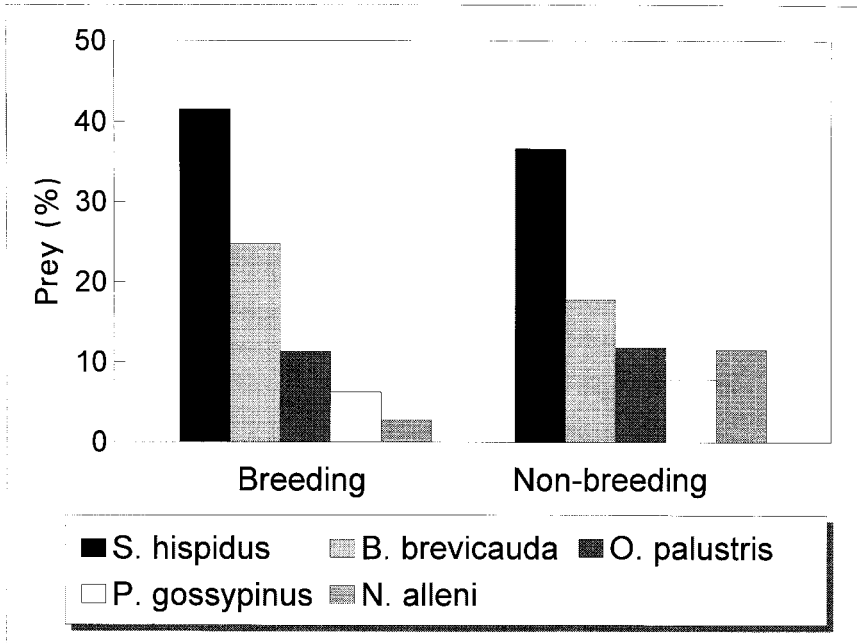 50
40
30
20
10
0
Prey (%)
Breeding Non-breeding
S. hispidus B. brevicauda O. palustris
P. gossypinus N. alleni